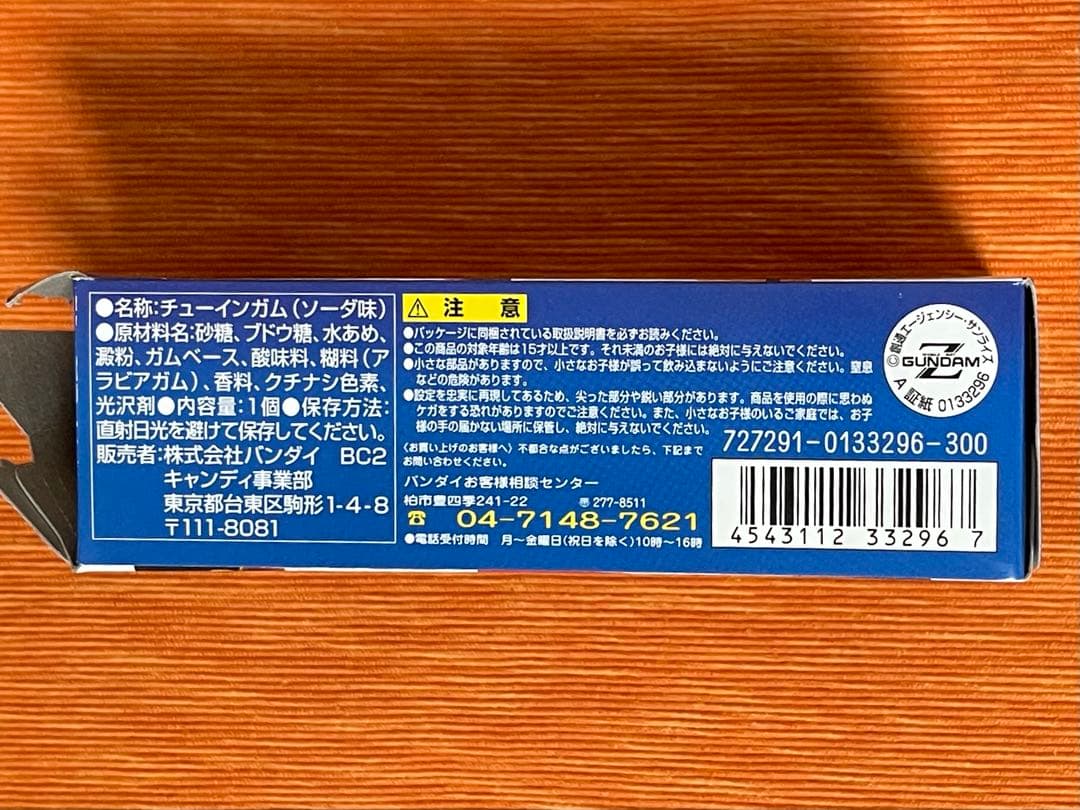 ●名称:チューインガム(ソーダ味)
●原材料名:砂糖、ブドウ糖、水あめ、
澱粉、ガムベース、酸味料、糊料(ア
ラビアガム)、香料、クチナシ色素、
光沢剤●内容量:1個●保存方法:
直射日光を避けて保存してください。
販売者:株式会社バンダイ BC2
キャンディ事業部
東京都台東区駒形1-4-8
〒111-8081
⚠ 注 意
●パッケージに同梱されている取扱説明書を必ずお読みください。
●この商品の対象年齢は15才以上です。それ未満のお子様には絶対に与えないでください。
●小さな部品がありますので、小さなお子様が誤って飲み込まないようにご注意ください。窒息
などの危険があります。
●設定を忠実に再現してあるため、尖った部分や鋭い部分があります。商品を使用の際に思わぬ
ケガをする恐れがありますのでご注意ください。また、小さなお子様のいるご家庭では、お子
様の手の届かない場所に保管し、絶対に与えないでください。
〈お買い上げのお客様へ〉不都合な点がございましたら、下記まで
お問い合わせください。
バンダイお客様相談センター
柏市豊四季241-22 〠277-8511
☎ 04-7148-7621
●電話受付時間 月〜金曜日(祝日を除く)10時〜16時
©創通エージェンシー・サンライズ
Z GUNDAM
A 証紙 0133296
727291-0133296-300
4543112 33296 7